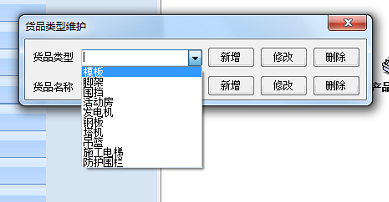 货品类型维护
货品类型 新增 修改 删除
模板
脚架
围挡
活动房
发电机
钢板
塔机
吊篮
施工电梯
防护围栏
货品名称 新增 修改 删除
产品